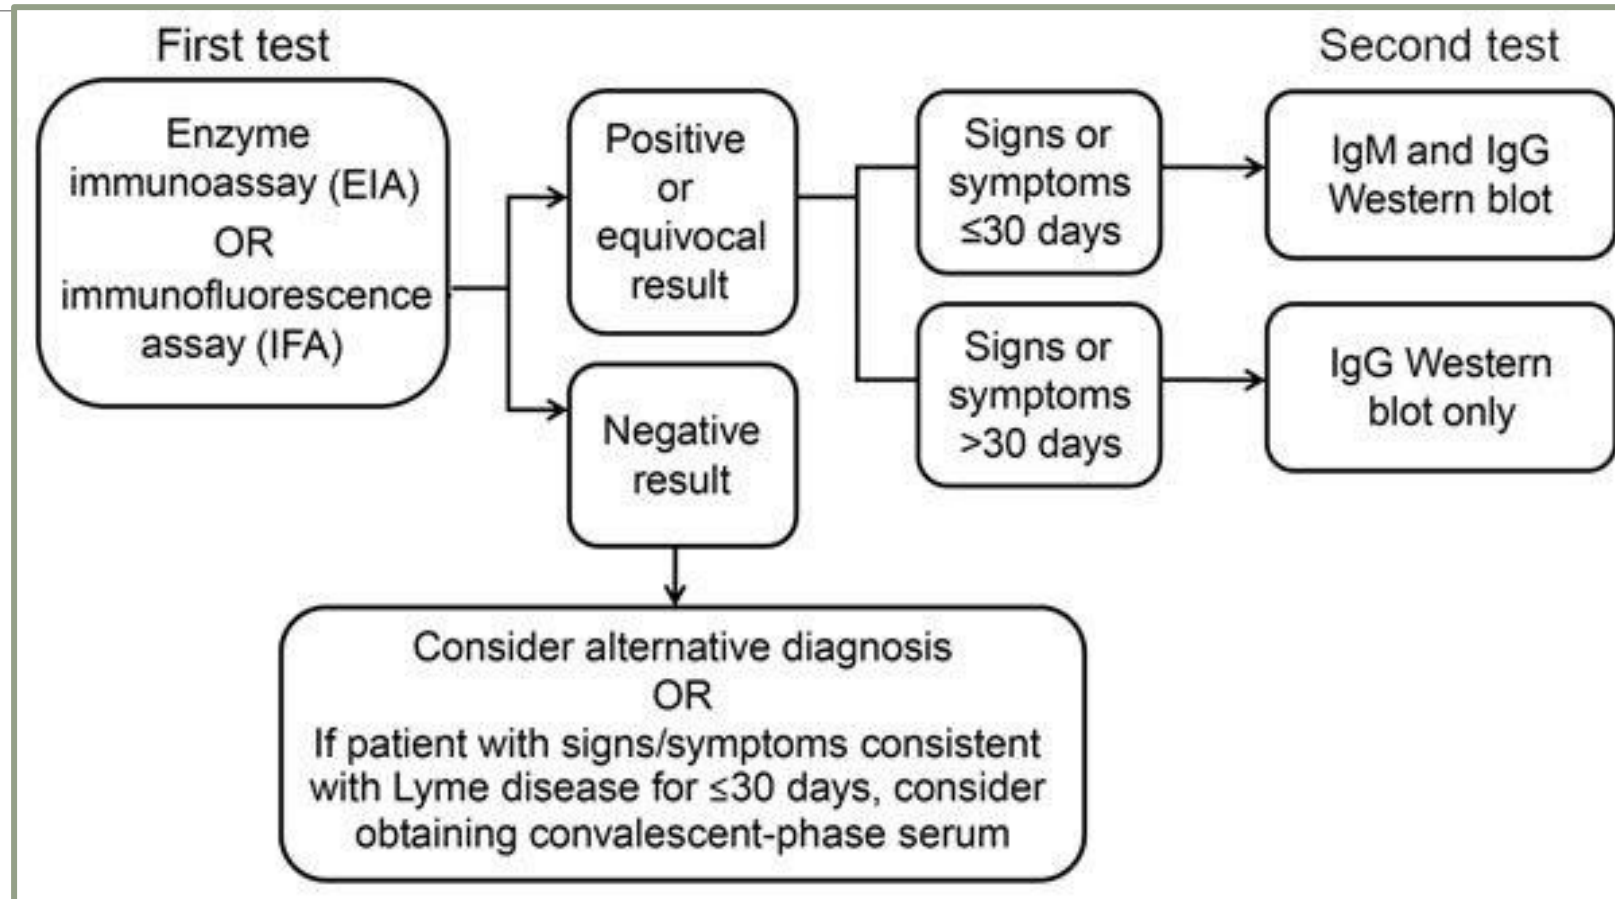 First test
Enzyme
immunoassay (EIA)
OR
immunofluorescence
assay (IFA)
Positive
or
equivocal
result
Negative
result
Signs or
symptoms
≤30 days
Signs or
symptoms
>30 days
Second test
IgM and IgG
Western blot
IgG Western
blot only
Consider alternative diagnosis
OR
If patient with signs/symptoms consistent
with Lyme disease for ≤30 days, consider
obtaining convalescent-phase serum